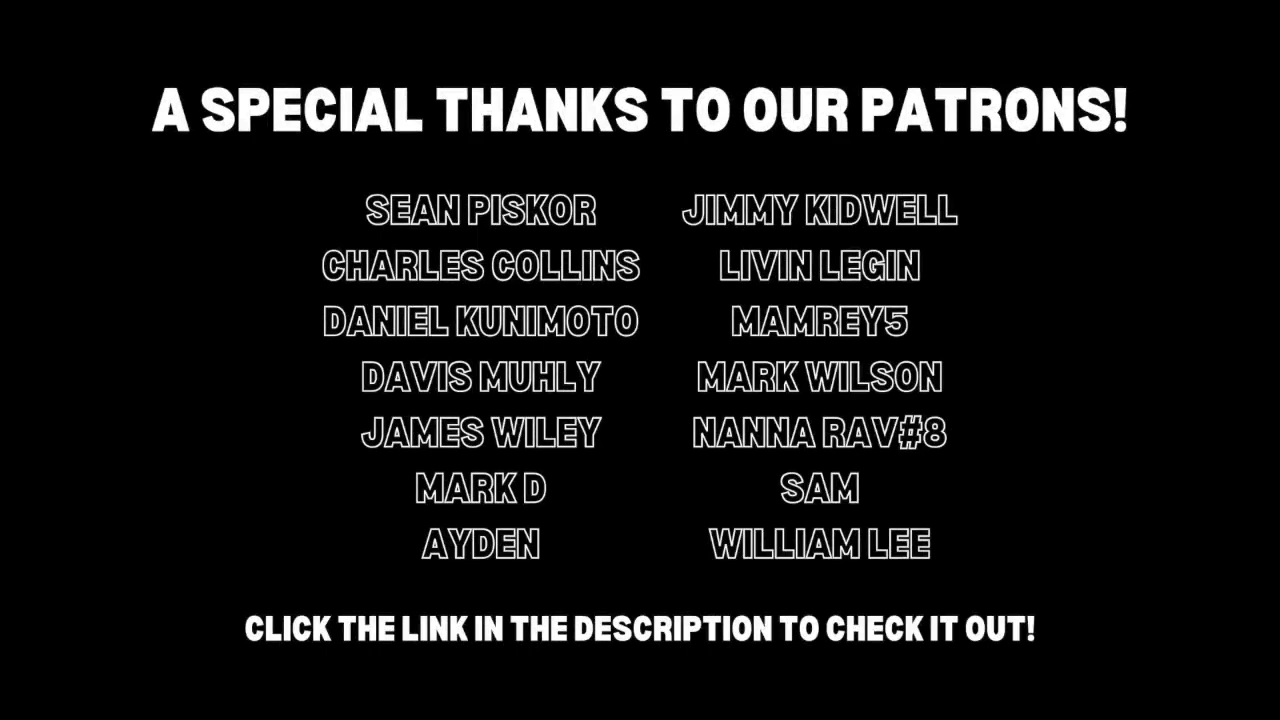 A SPECIAL THANKS TO OUR PATRONS!
SEAN PISKOR
CHARLES COLLINS
DANIEL KUNIMOTO
DAVIS MUHLY
JAMES WILEY
MARK D
AYDEN
JIMMY KIDWELL
LIVIN LEGIN
MAMREY5
MARK WILSON
NANNA RAV#8
SAM
WILLIAM LEE
CLICK THE LINK IN THE DESCRIPTION TO CHECK IT OUT!